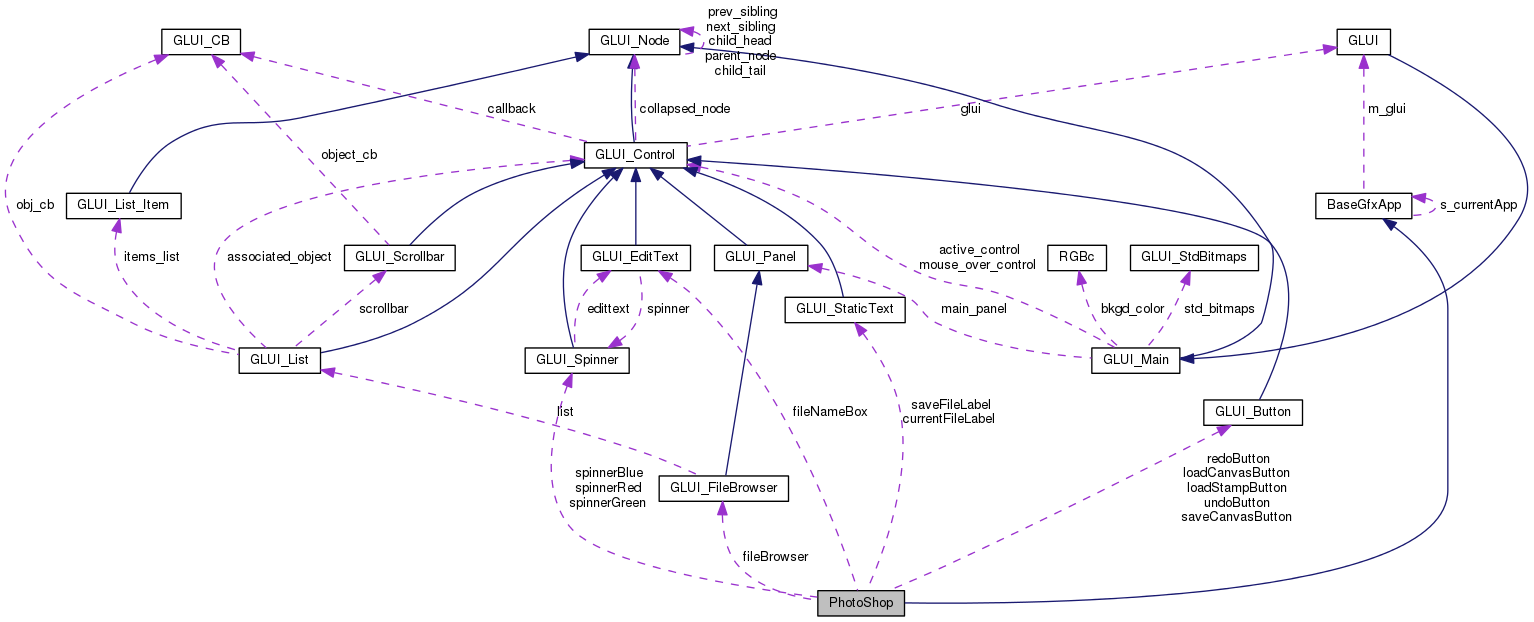 prev_sibling
next_sibling
child_head
parent_node
child_tail
GLUI_CB
GLUI_Node
GLUI
callback
collapsed_node
glui
m_glui
object_cb
GLUI_Control
obj_cb
GLUI_List_Item
BaseGfxApp
s_currentApp
items_list
associated_object
GLUI_Scrollbar
GLUI_EditText
GLUI_Panel
active_control
mouse_over_control
RGBc
GLUI_StdBitmaps
scrollbar
edittext
spinner
GLUI_StaticText
main_panel
bkgd_color
std_bitmaps
GLUI_List
GLUI_Spinner
GLUI_Main
list
fileNameBox
saveFileLabel
currentFileLabel
GLUI_Button
spinnerBlue
spinnerRed
spinnerGreen
GLUI_FileBrowser
redoButton
loadCanvasButton
loadStampButton
undoButton
saveCanvasButton
fileBrowser
PhotoShop